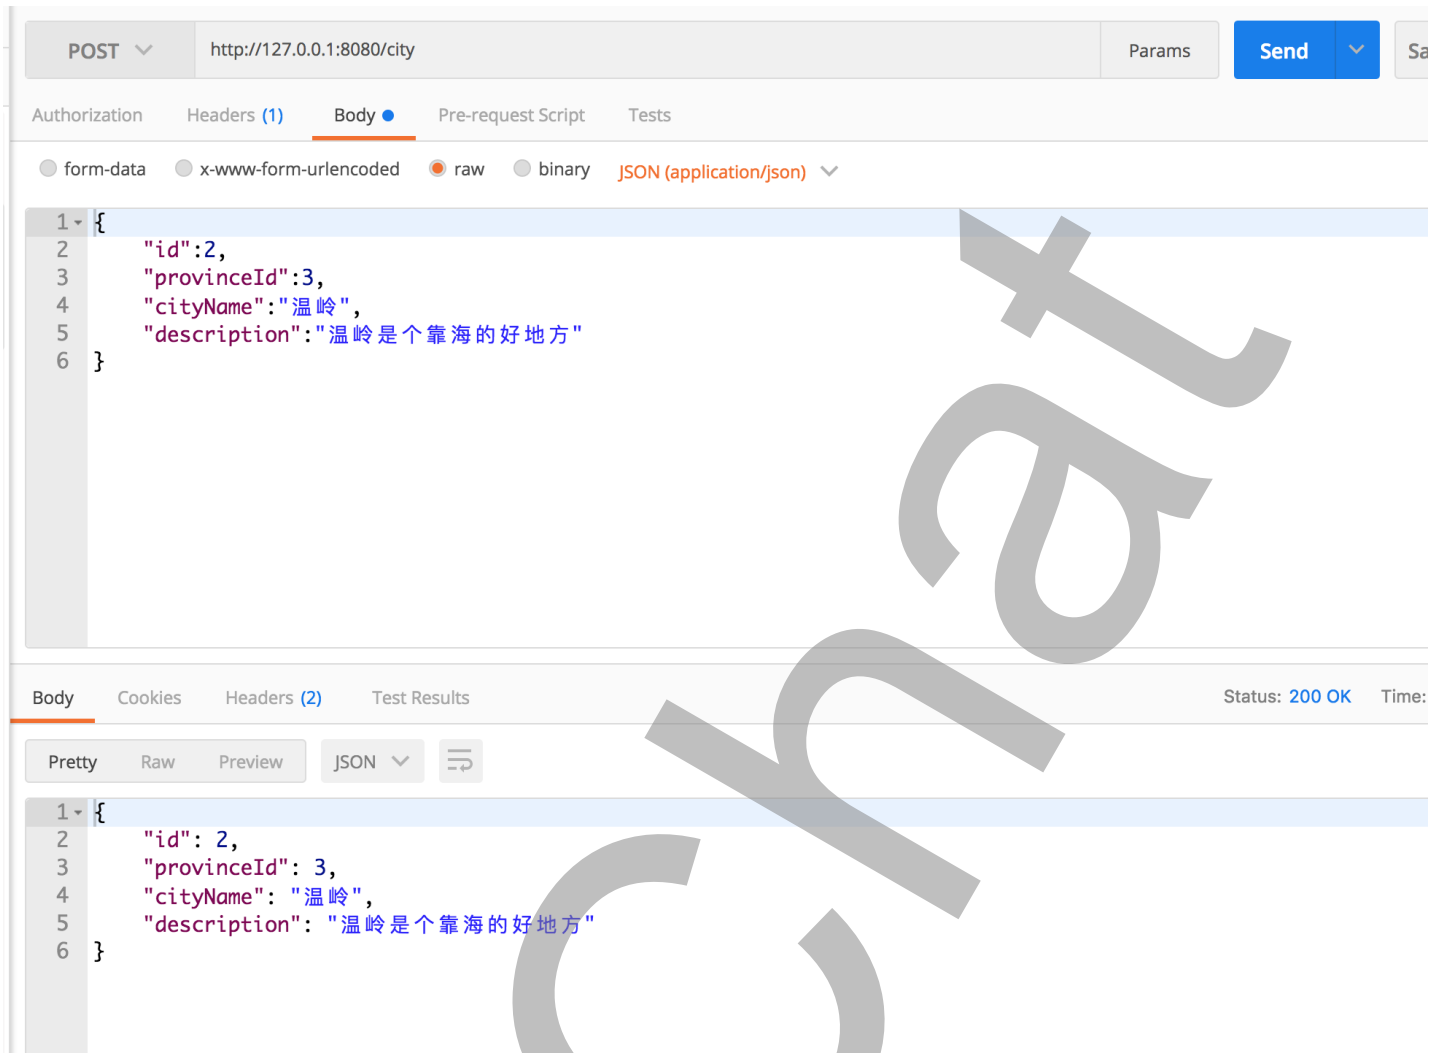 POST http://127.0.0.1:8080/city Params Send Sa
Authorization Headers (1) Body Pre-request Script Tests
form-data x-www-form-urlencoded raw binary JSON (application/json)
1 {
2 "id":2,
3 "provinceId":3,
4 "cityName":"温岭",
5 "description":"温岭是个靠海的好地方"
6 }
Body Cookies Headers (2) Test Results Status: 200 OK Time:
Pretty Raw Preview JSON
1 {
2 "id": 2,
3 "provinceId": 3,
4 "cityName": "温岭",
5 "description": "温岭是个靠海的好地方"
6 }
Chat